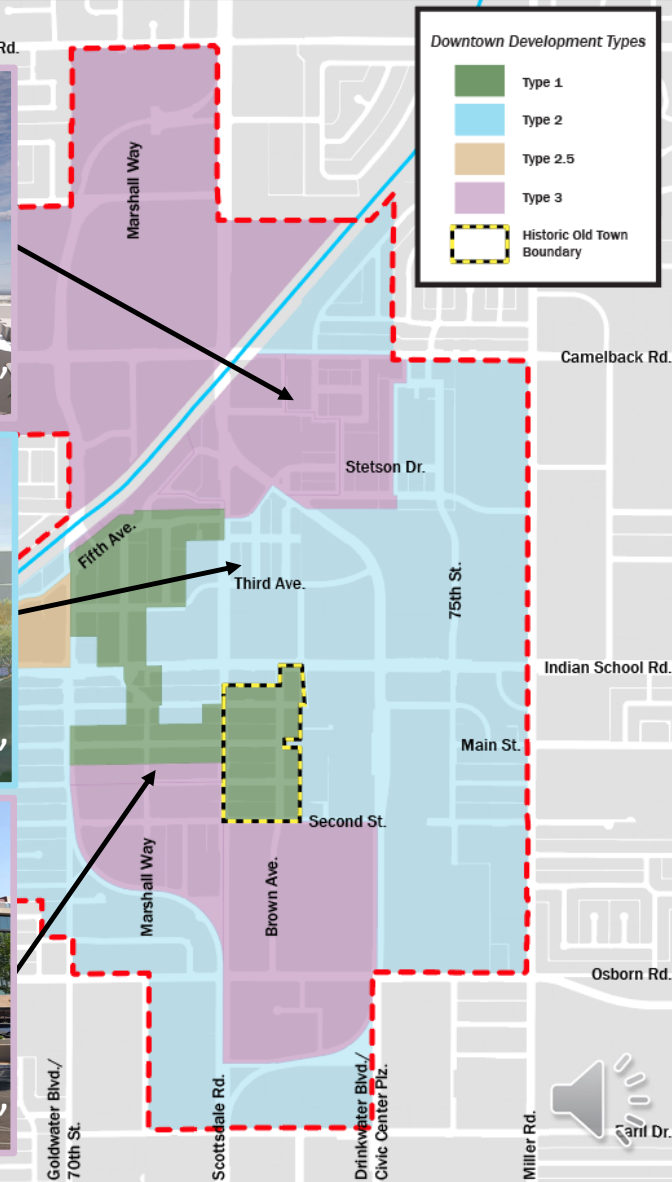 Rd.
Downtown Development Types
Type 1
Type 2
Type 2.5
Type 3
Historic Old Town
Boundary
Marshall Way
Camelback Rd.
Stetson Dr.
Fifth Ave.
Third Ave.
75th St.
Indian School Rd.
Main St.
Second St.
Marshall Way
Brown Ave.
Osborn Rd.
Goldwater Blvd./
70th St.
Scottsdale Rd.
Drinkwater Blvd./
Civic Center Plz.
Miller Rd.
Earll Dr.